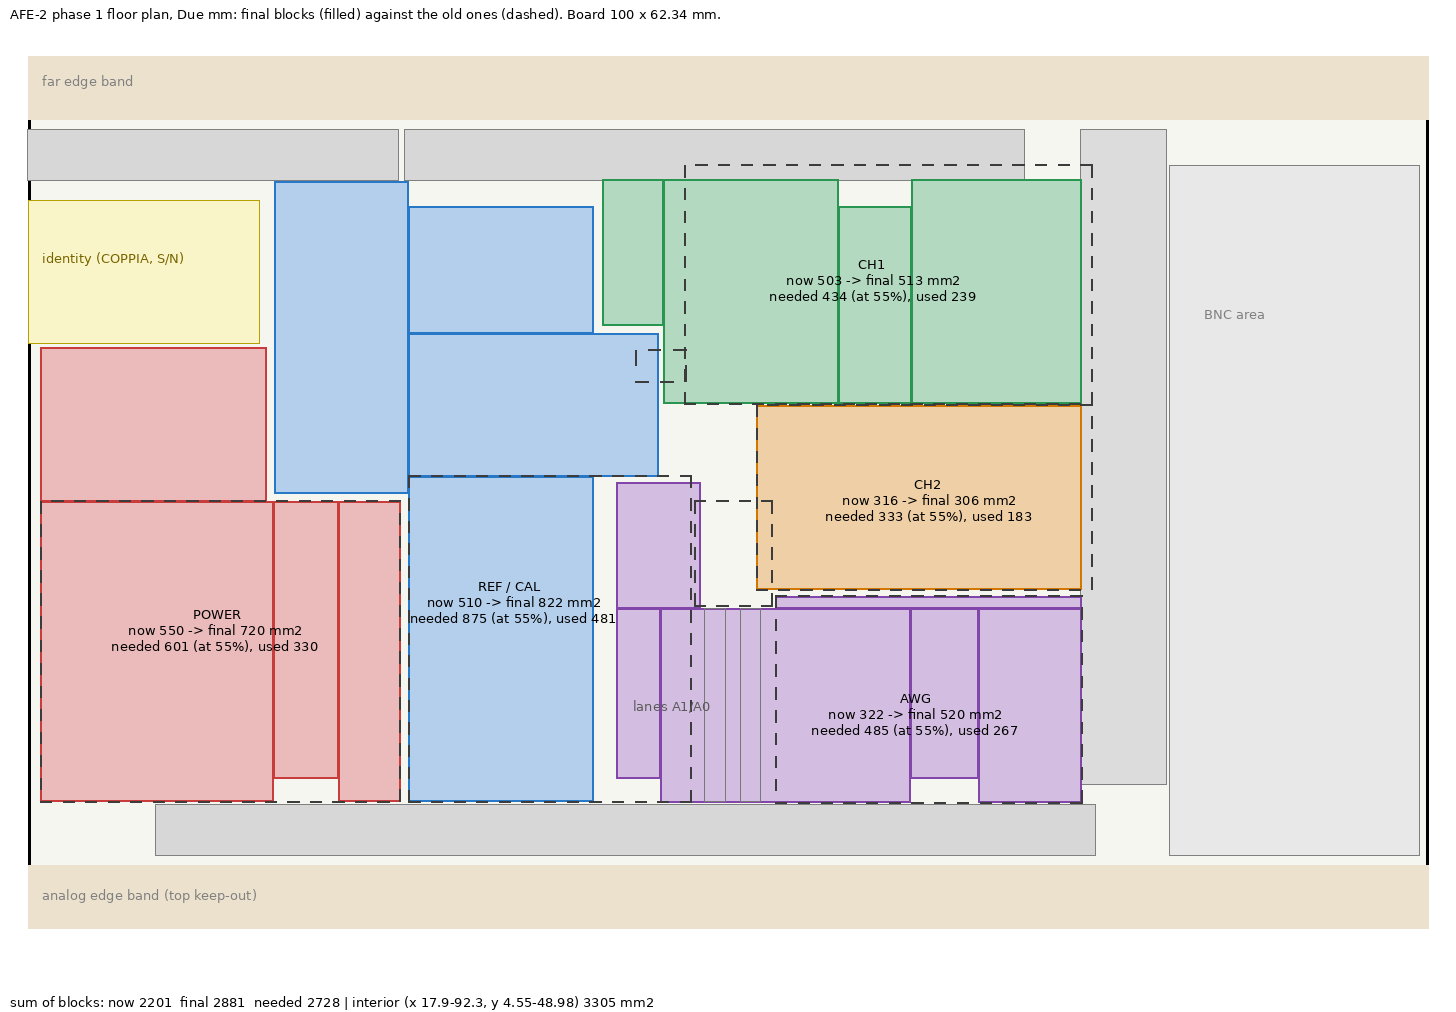 AFE-2 phase 1 floor plan, Due mm: final blocks (filled) against the old ones (dashed). Board 100 x 62.34 mm.
far edge band
identity (COPPIA, S/N)
CH1
now 503 -> final 513 mm2
needed 434 (at 55%), used 239
BNC area
CH2
now 316 -> final 306 mm2
needed 333 (at 55%), used 183
REF / CAL
now 510 -> final 822 mm2
needed 875 (at 55%), used 481
POWER
now 550 -> final 720 mm2
needed 601 (at 55%), used 330
lanes A1/A0
AWG
now 322 -> final 520 mm2
needed 485 (at 55%), used 267
analog edge band (top keep-out)
sum of blocks: now 2201 final 2881 needed 2728 | interior (x 17.9-92.3, y 4.55-48.98) 3305 mm2